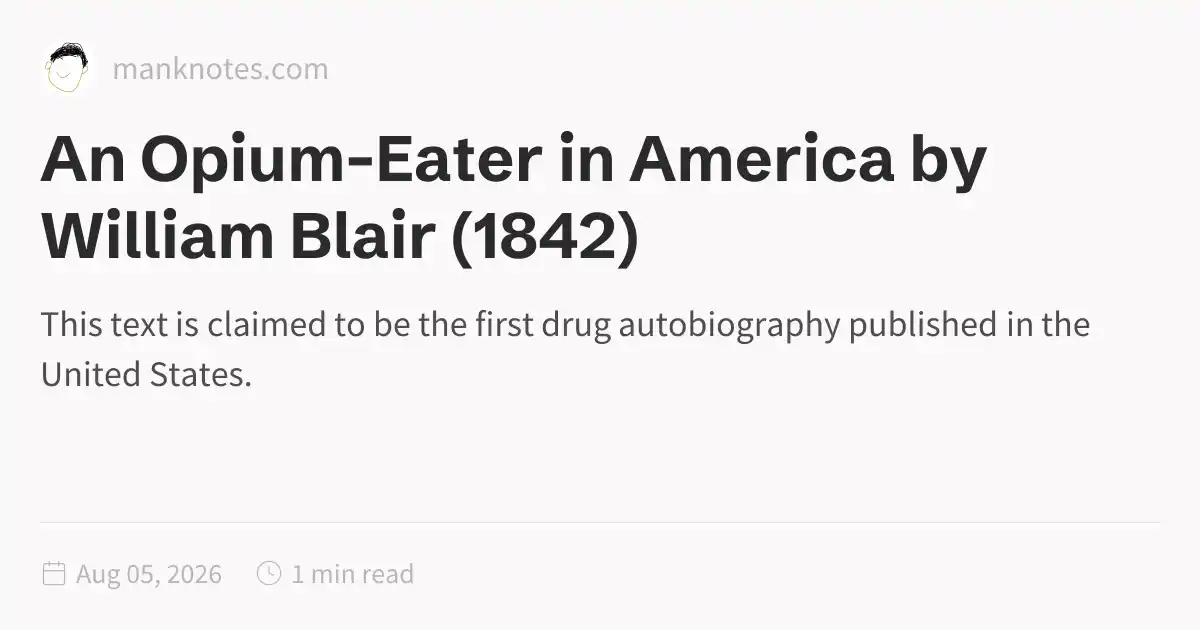 manknotes.com
An Opium-Eater in America by
William Blair (1842)
This text is claimed to be the first drug autobiography published in the
United States.
Aug 05, 2026 1 min read